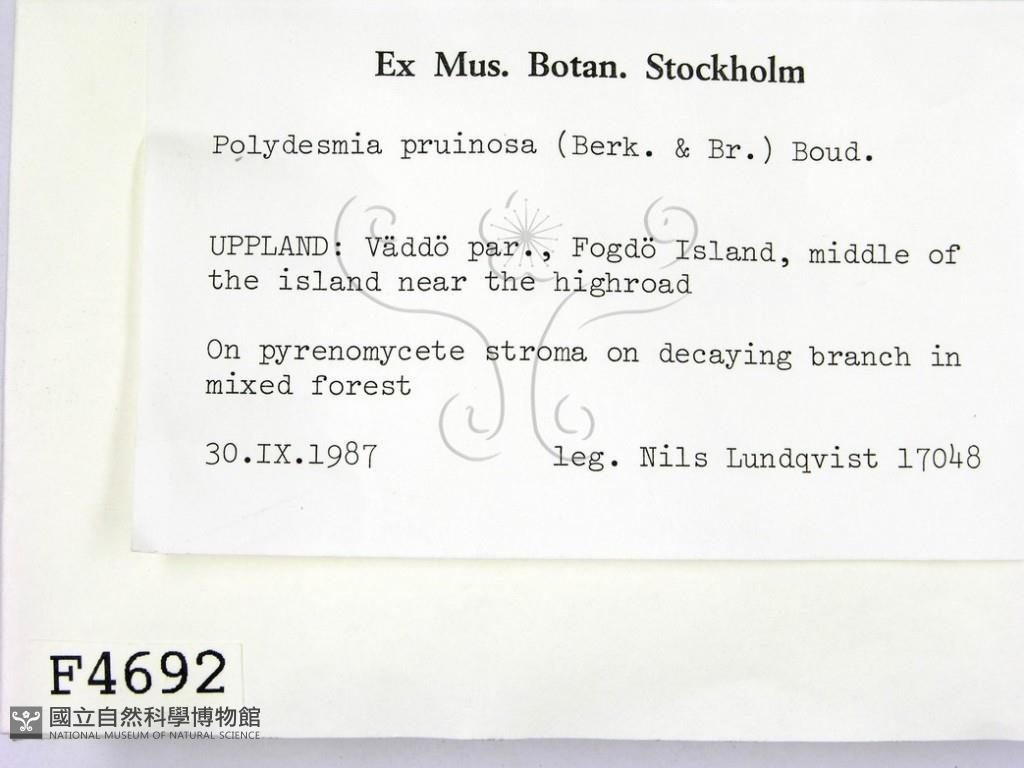 Ex Mus. Botan. Stockholm
Polydesmia pruinosa (Berk. & Br.) Boud.
UPPLAND: Väddö par., Fogdö Island, middle of
the island near the highroad
On pyrenomycete stroma on decaying branch in
mixed forest
30.IX.1987 leg. Nils Lundqvist 17048
F4692
國立自然科學博物館
NATIONAL MUSEUM OF NATURAL SCIENCE